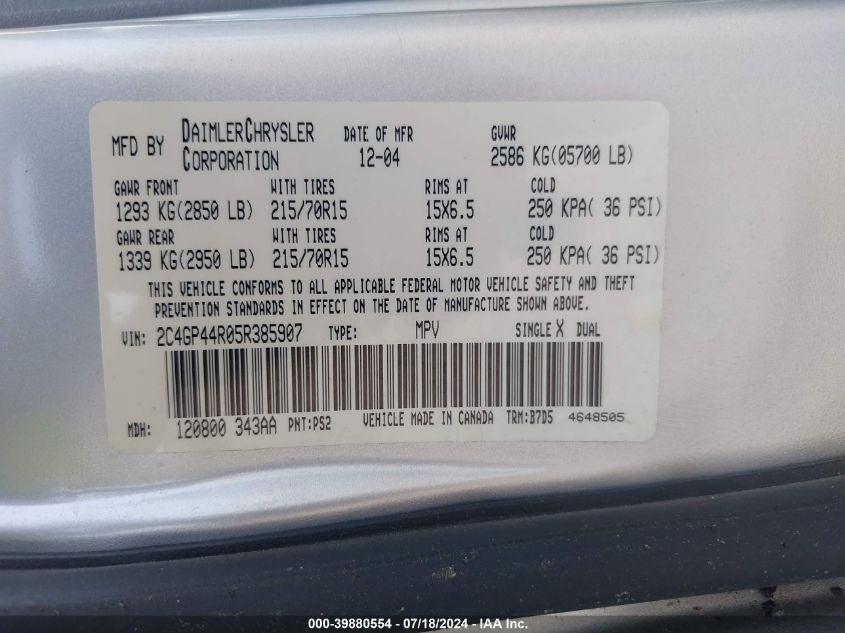 MFD BY DAIMLERCHRYSLER CORPORATION DATE OF MFR 12-04 GVWR 2586 KG(05700 LB)
GAWR FRONT WITH TIRES RIMS AT COLD
1293 KG(2850 LB) 215/70R15 15X6.5 250 KPA( 36 PSI)
GAWR REAR WITH TIRES RIMS AT COLD
1339 KG(2950 LB) 215/70R15 15X6.5 250 KPA( 36 PSI)
THIS VEHICLE CONFORMS TO ALL APPLICABLE FEDERAL MOTOR VEHICLE SAFETY AND THEFT
PREVENTION STANDARDS IN EFFECT ON THE DATE OF MANUFACTURE SHOWN ABOVE.
VIN: 2C4GP44R05R385907 TYPE: MPV SINGLE X DUAL
MDH: 120800 343AA PNT:PS2 VEHICLE MADE IN CANADA TRM:B7D5 4648505
000-39880554 - 07/18/2024 - IAA Inc.